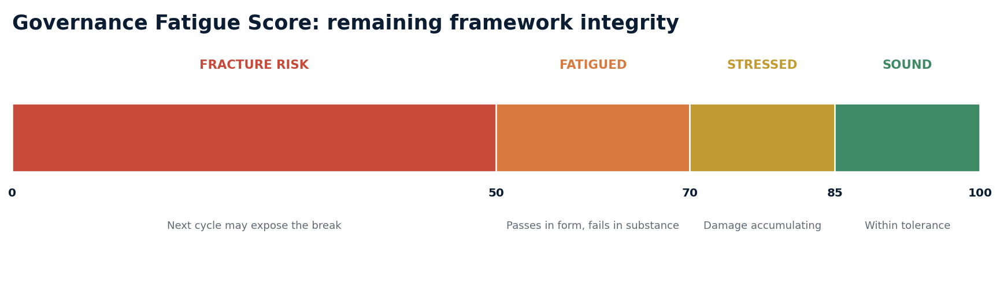 Governance Fatigue Score: remaining framework integrity
FRACTURE RISK FATIGUED STRESSED SOUND
0 50 70 85 100
Next cycle may expose the break Passes in form, fails in substance Damage accumulating Within tolerance